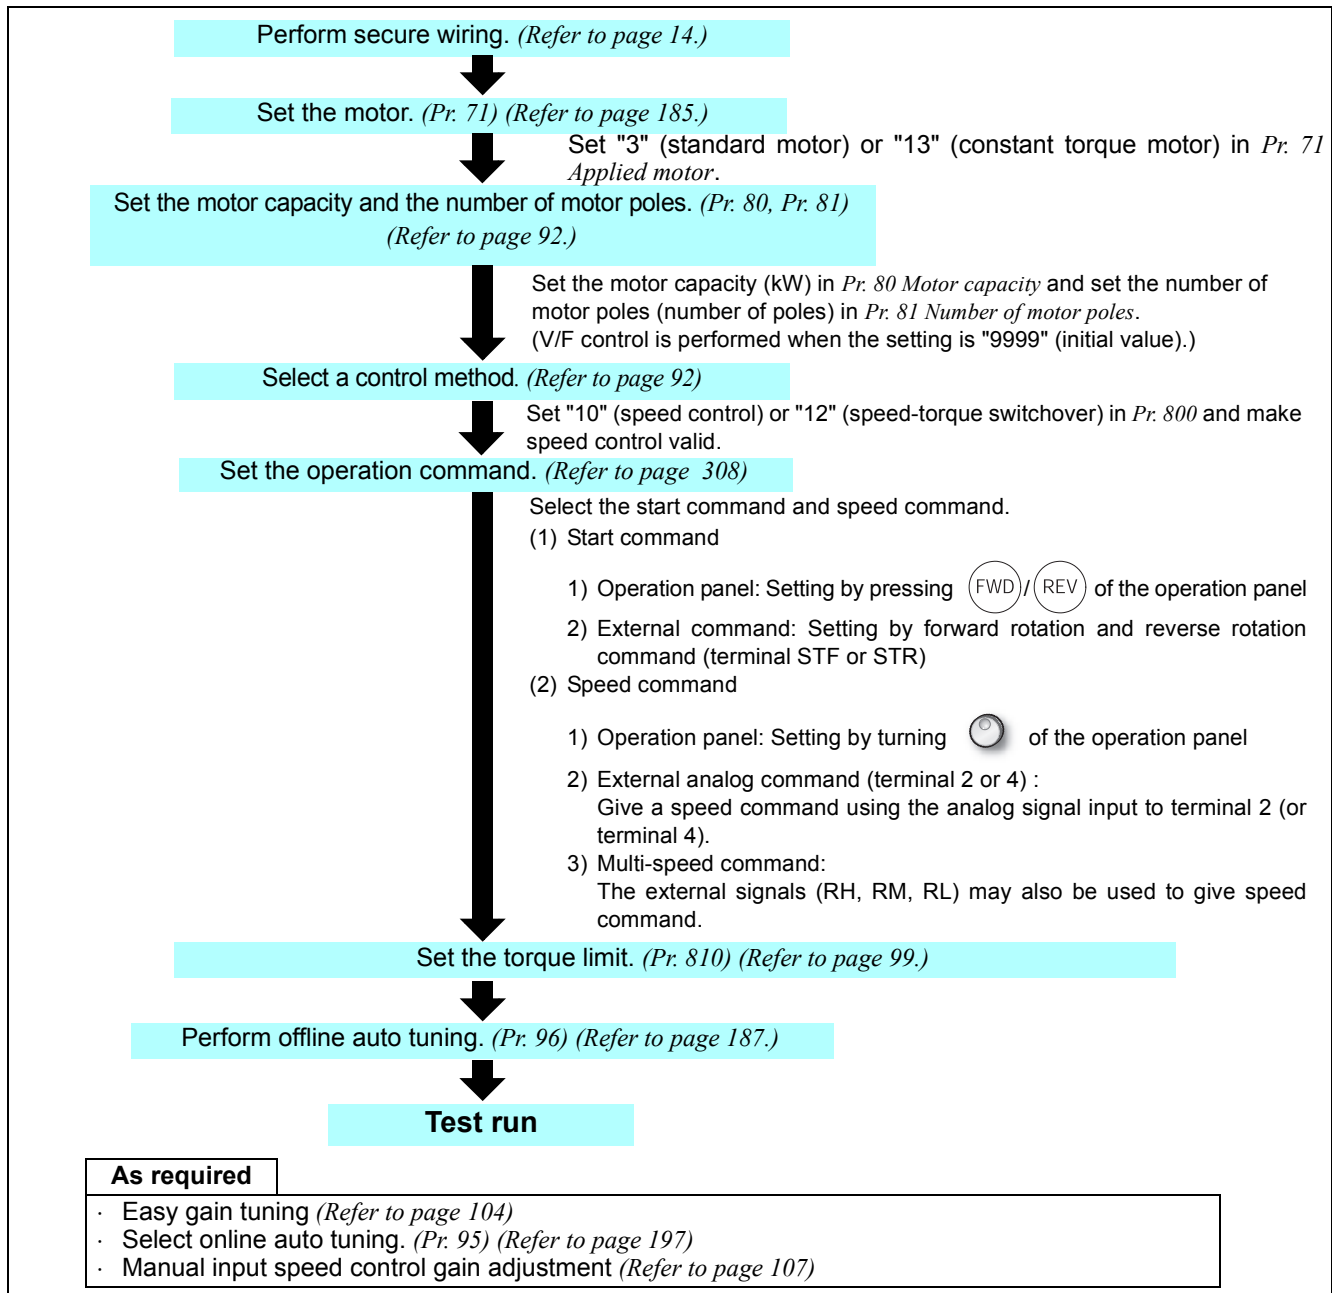 Perform secure wiring. (Refer to page 14.)
Set the motor. (Pr. 71) (Refer to page 185.)
Set "3" (standard motor) or "13" (constant torque motor) in Pr. 71
Applied motor.
Set the motor capacity and the number of motor poles. (Pr. 80, Pr. 81)
(Refer to page 92.)
Set the motor capacity (kW) in Pr. 80 Motor capacity and set the number of
motor poles (number of poles) in Pr. 81 Number of motor poles.
(V/F control is performed when the setting is "9999" (initial value).)
Select a control method. (Refer to page 92)
Set "10" (speed control) or "12" (speed-torque switchover) in Pr. 800 and make
speed control valid.
Set the operation command. (Refer to page 308)
Select the start command and speed command.
(1) Start command
1) Operation panel: Setting by pressing FWD / REV of the operation panel
2) External command: Setting by forward rotation and reverse rotation
command (terminal STF or STR)
(2) Speed command
1) Operation panel: Setting by turning of the operation panel
2) External analog command (terminal 2 or 4) :
Give a speed command using the analog signal input to terminal 2 (or
terminal 4).
3) Multi-speed command:
The external signals (RH, RM, RL) may also be used to give speed
command.
Set the torque limit. (Pr. 810) (Refer to page 99.)
Perform offline auto tuning. (Pr. 96) (Refer to page 187.)
Test run
As required
· Easy gain tuning (Refer to page 104)
· Select online auto tuning. (Pr. 95) (Refer to page 197)
· Manual input speed control gain adjustment (Refer to page 107)